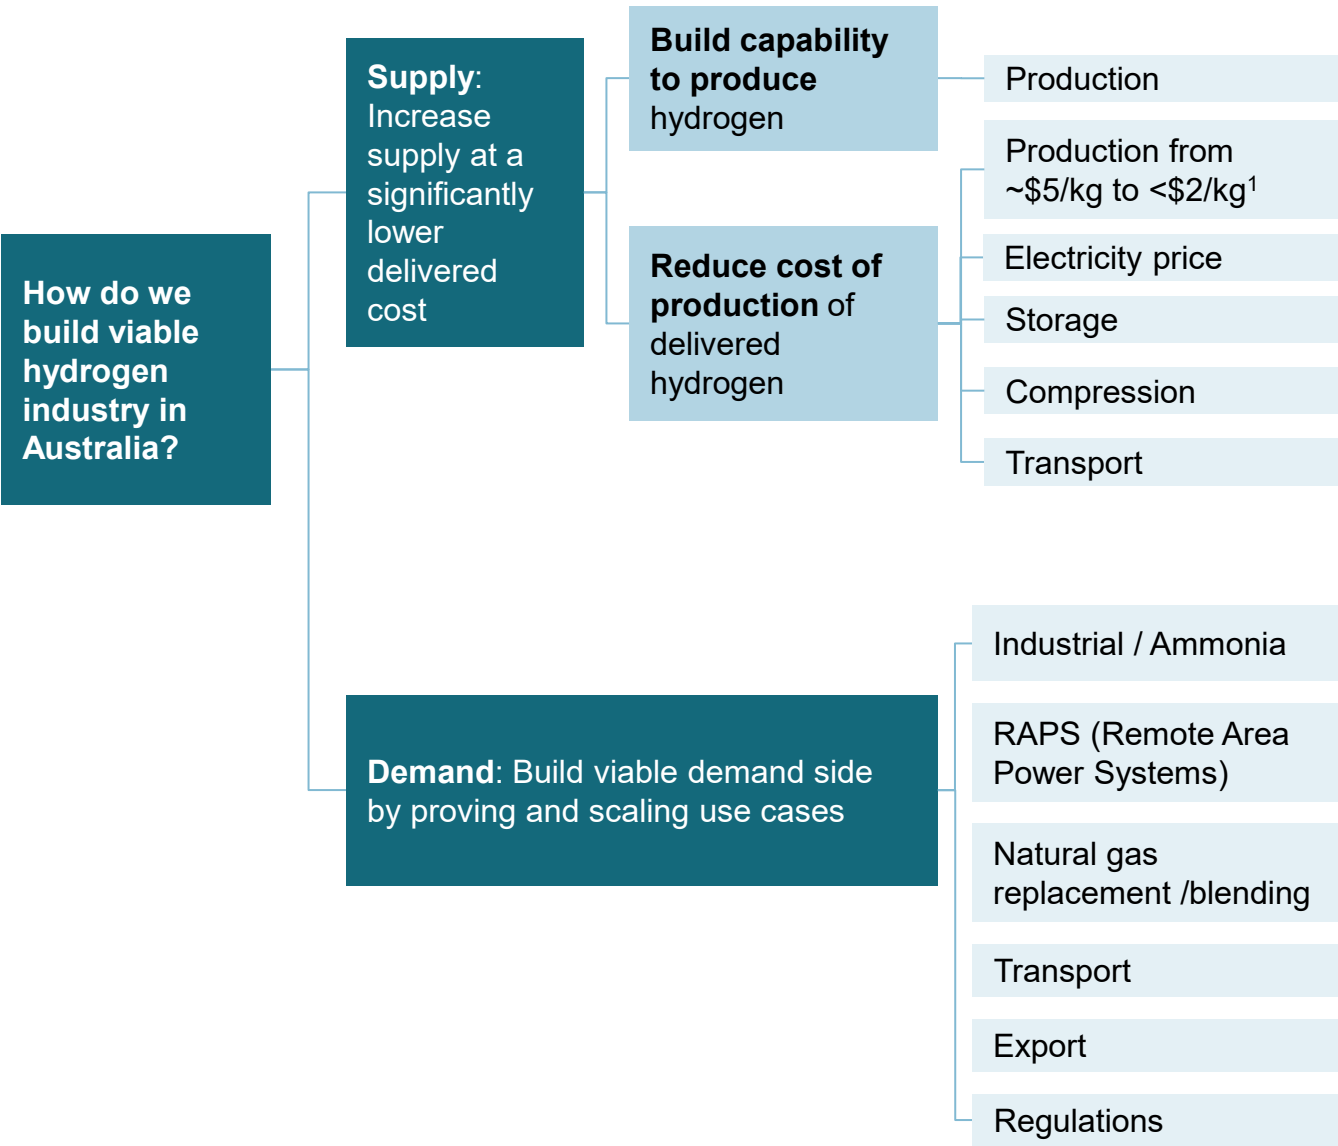 How do we
build viable
hydrogen
industry in
Australia?
Supply:
Increase
supply at a
significantly
lower
delivered
cost
Build capability
to produce
hydrogen
Production
Reduce cost of
production of
delivered
hydrogen
Production from
~$5/kg to <$2/kg¹
Electricity price
Storage
Compression
Transport
Demand: Build viable demand side
by proving and scaling use cases
Industrial / Ammonia
RAPS (Remote Area
Power Systems)
Natural gas
replacement /blending
Transport
Export
Regulations